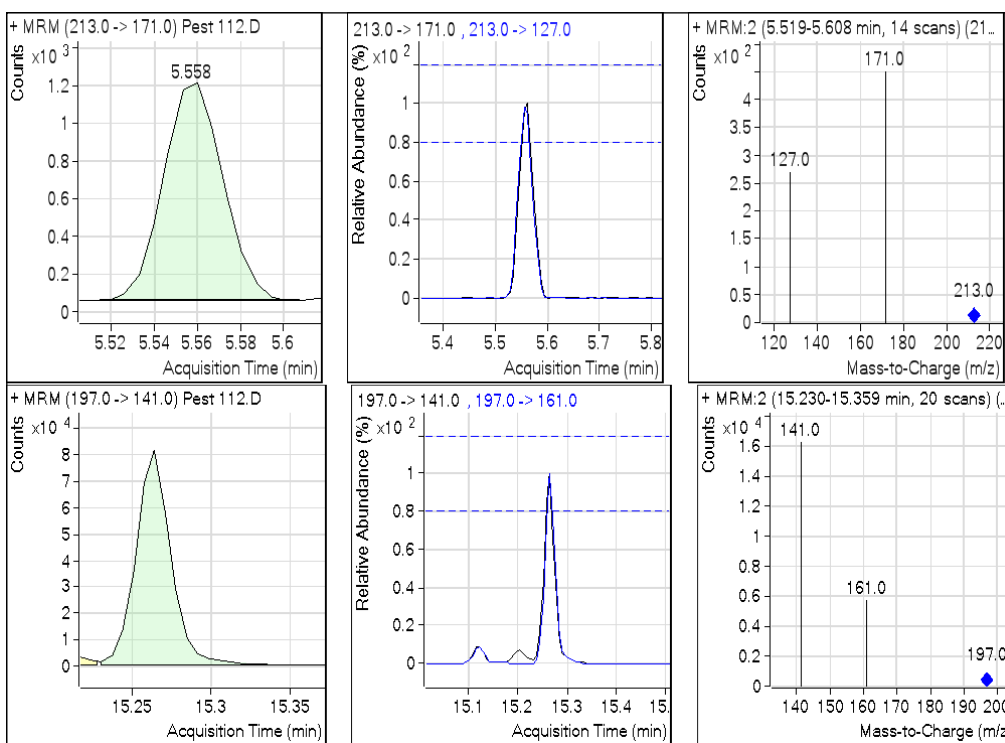 + MRM (213.0 -> 171.0) Pest 112.D
Counts
x10 3
5.558
1.2
1
0.8
0.6
0.4
0.2
0
5.52 5.54 5.56 5.58 5.6
Acquisition Time (min)
213.0 -> 171.0 , 213.0 -> 127.0
Relative Abundance (%)
x10 2
1
0.8
0.6
0.4
0.2
0
5.4 5.5 5.6 5.7 5.8
Acquisition Time (min)
+ MRM:2 (5.519-5.608 min, 14 scans) (21...
Counts
x10 2
171.0
127.0
213.0
4
3.5
3
2.5
2
1.5
1
0.5
0
120 140 160 180 200 220
Mass-to-Charge (m/z)
+ MRM (197.0 -> 141.0) Pest 112.D
Counts
x10 4
8
7
6
5
4
3
2
1
0
15.25 15.3 15.35
Acquisition Time (min)
197.0 -> 141.0 , 197.0 -> 161.0
Relative Abundance (%)
x10 2
1
0.8
0.6
0.4
0.2
0
15.1 15.2 15.3 15.4 15.
Acquisition Time (min)
+ MRM:2 (15.230-15.359 min, 20 scans) (..
Counts
x10 4
141.0
161.0
197.0
1.6
1.4
1.2
1
0.8
0.6
0.4
0.2
0
140 150 160 170 180 190 200
Mass-to-Charge (m/z)